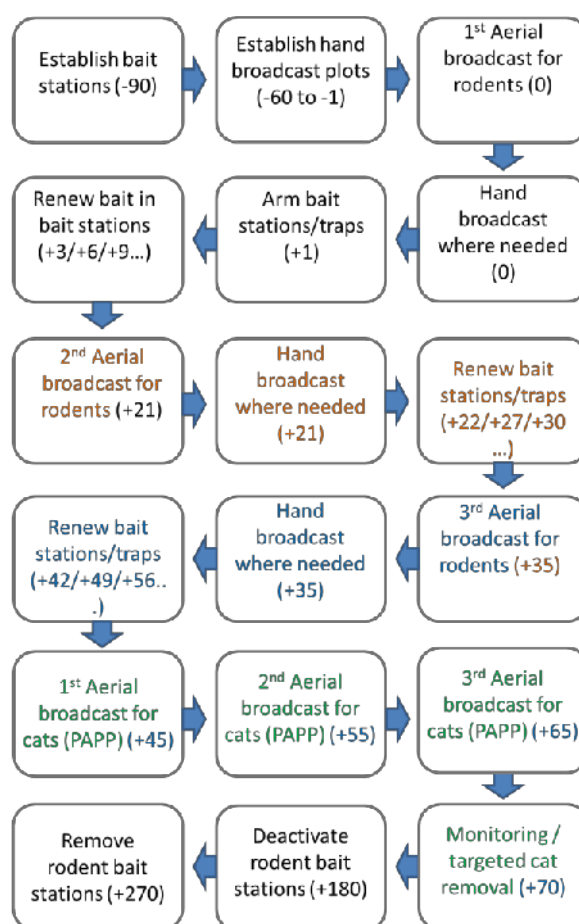 Establish bait
stations (-90)
Establish hand
broadcast plots
(-60 to -1)
1st Aerial
broadcast for
rodents (0)
Hand
broadcast
where needed
(0)
Arm bait
stations/traps
(+1)
Renew bait in
bait stations
(+3/+6/+9...)
2nd Aerial
broadcast for
rodents (+21)
Hand
broadcast
where needed
(+21)
Renew bait
stations/traps
(+22/+27/+30
...)
3rd Aerial
broadcast for
rodents (+35)
Hand
broadcast
where needed
(+35)
Renew bait
stations/traps
(+42/+49/+56..
.)
1st Aerial
broadcast for
cats (PAPP) (+45)
2nd Aerial
broadcast for
cats (PAPP) (+55)
3rd Aerial
broadcast for
cats (PAPP) (+65)
Monitoring /
targeted cat
removal (+70)
Deactivate
rodent bait
stations (+180)
Remove
rodent bait
stations (+270)